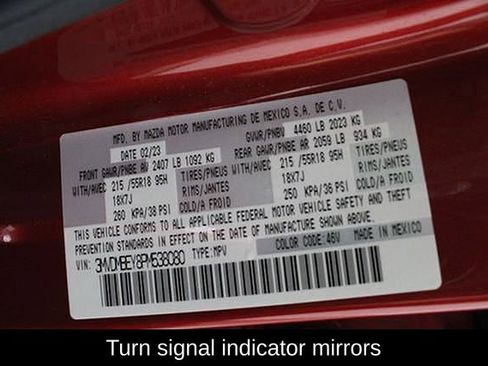 MFD. BY MAZDA MOTOR MANUFACTURING DE MEXICO S.A. DE C.V.
DATE 02/23 GVWR/PNBV 4460 LB 2023 KG
FRONT GAWR/PNBE AV 2407 LB 1092 KG REAR GAWR/PNBE AR 2059 LB 934 KG
WITH/AVEC 215 /55R18 95H TIRES/PNEU WITH/AVEC 215 /55R18 95H TIRES/PNEU
18X7J RIMS/JANTES 18X7J RIMS/JANTES
260 KPA/38 PSI COLD/A FROID 250 KPA/36 PSI COLD/A FROID
THIS VEHICLE CONFORMS TO ALL APPLICABLE FEDERAL MOTOR VEHICLE SAFETY AND THEFT
PREVENTION STANDARDS IN EFFECT ON THE DATE OF MANUFACTURE SHOWN ABOVE.
VIN: 3MVDMBEY8PM538080 TYPE: MPV COLOR CODE: 46V MADE IN MEXICO
Turn signal indicator mirrors